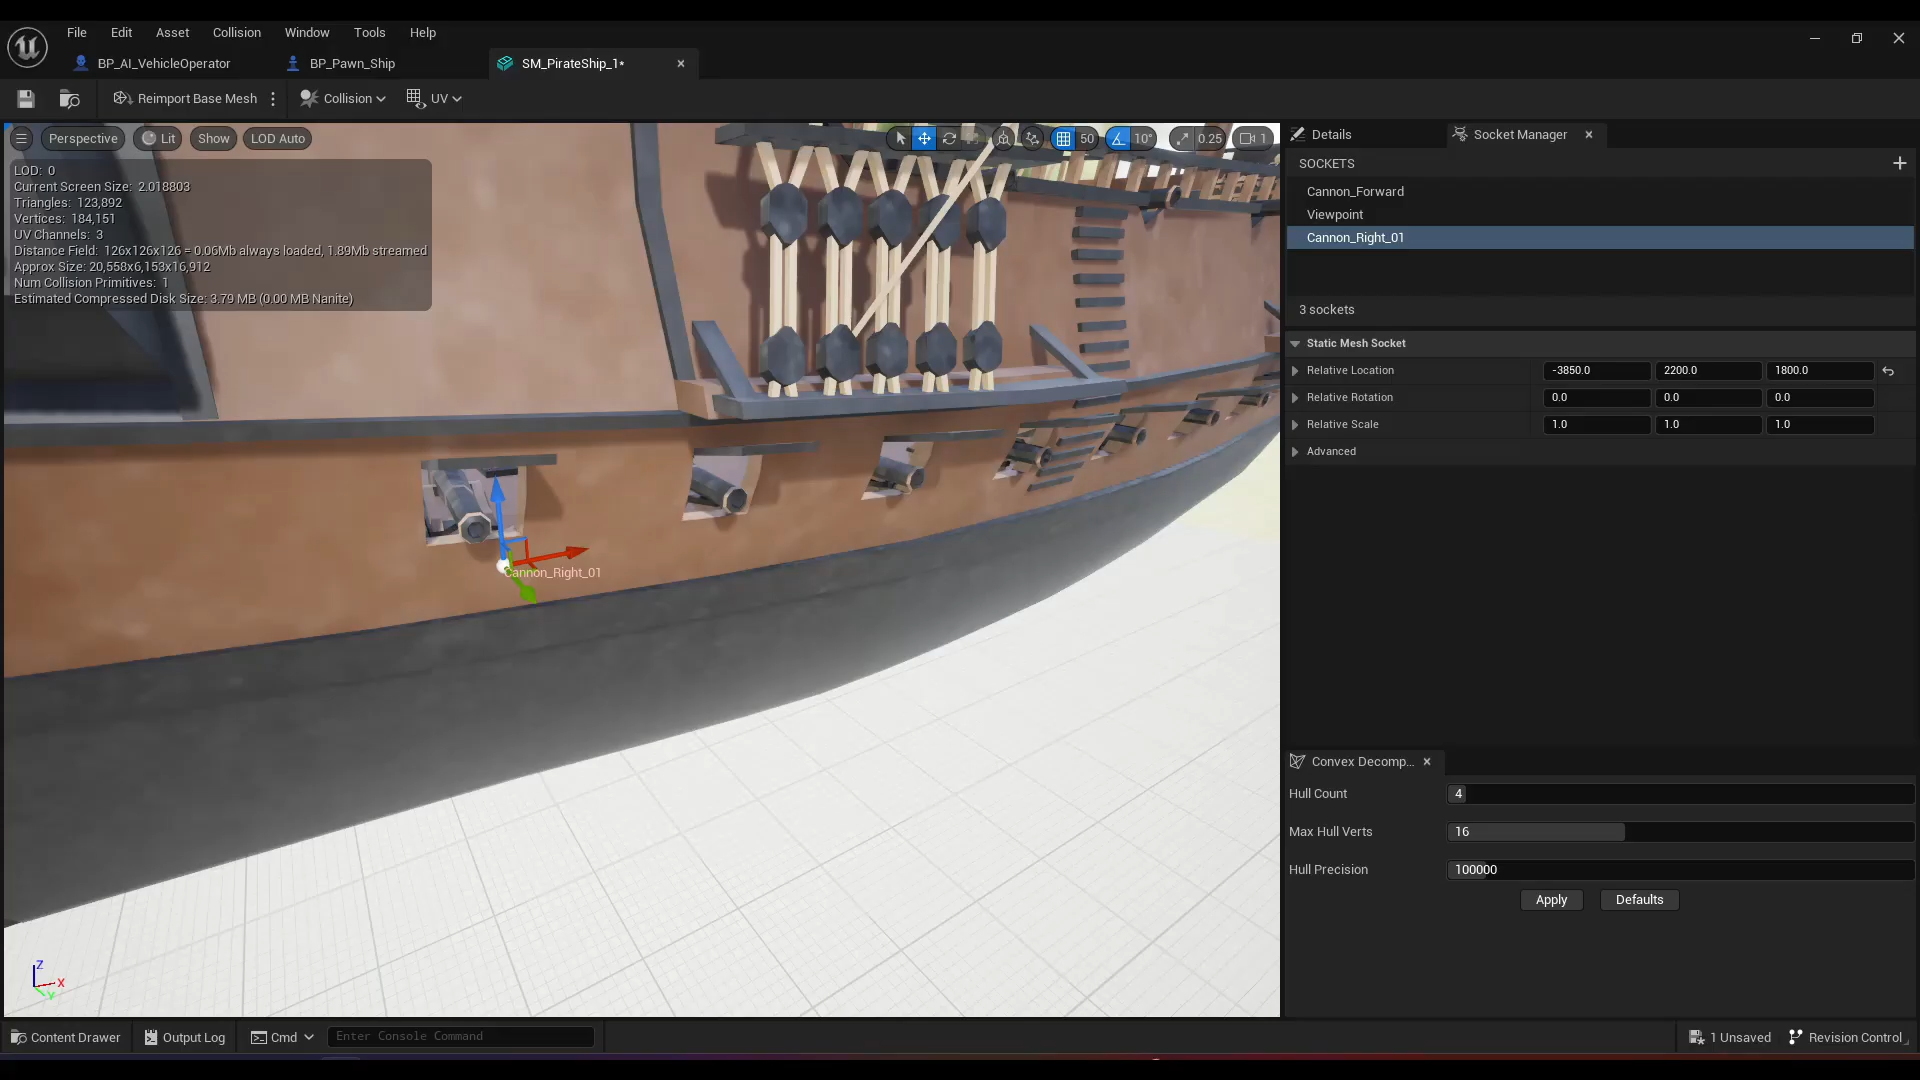 File Edit Asset Collision Window Tools Help
BP_AI_VehicleOperator BP_Pawn_Ship SM_PirateShip_1*
Reimport Base Mesh Collision UV
Perspective Lit Show LOD Auto 50 10° 0.25 1
LOD: 0
Current Screen Size: 2.018803
Triangles: 123,892
Vertices: 184,151
UV Channels: 3
Distance Field: 126x126x126 = 0.06Mb always loaded, 1.89Mb streamed
Approx Size: 20,558x6,153x16,912
Num Collision Primitives: 1
Estimated Compressed Disk Size: 3.79 MB (0.00 MB Nanite)
Cannon_Right_01
Z
X
Y
Details Socket Manager
SOCKETS
Cannon_Forward
Viewpoint
Cannon_Right_01
3 sockets
Static Mesh Socket
Relative Location -3850.0 2200.0 1800.0
Relative Rotation 0.0 0.0 0.0
Relative Scale 1.0 1.0 1.0
Advanced
Convex Decomp...
Hull Count 4
Max Hull Verts 16
Hull Precision 100000
Apply Defaults
Content Drawer Output Log Cmd Enter Console Command 1 Unsaved Revision Control